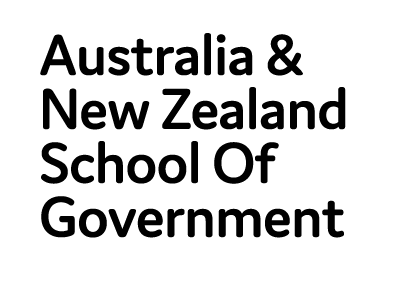 Australia &
New Zealand
School Of
Government